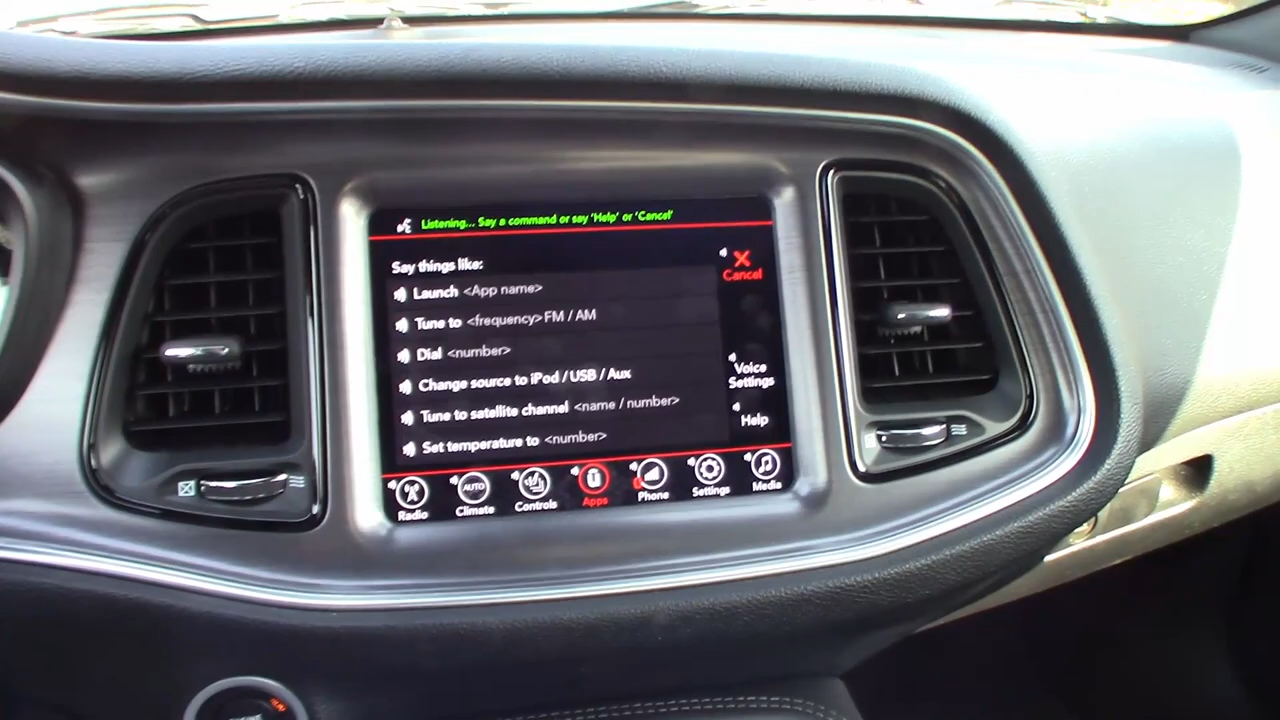 Listening... Say a command or say 'Help' or 'Cancel'
Say things like:
Launch <App name>
Tune to <frequency> FM / AM
Dial <number>
Change source to iPod / USB / Aux
Tune to satellite channel <name / number>
Set temperature to <number>
Cancel
Voice
Settings
Help
AUTO
Radio
Climate
Controls
Apps
Phone
Settings
Media